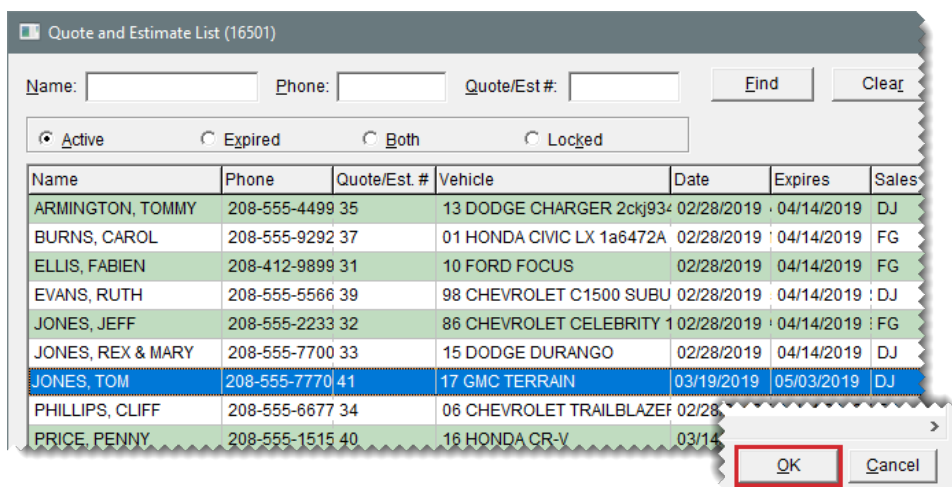 Quote and Estimate List (16501)
Name: Phone: Quote/Est #: Find Clear
Active Expired Both Locked
Name Phone Quote/Est. # Vehicle Date Expires Sales
ARMINGTON, TOMMY 208-555-4499 35 13 DODGE CHARGER 2ckj934 02/28/2019 04/14/2019 DJ
BURNS, CAROL 208-555-9292 37 01 HONDA CIVIC LX 1a6472A 02/28/2019 04/14/2019 FG
ELLIS, FABIEN 208-412-9899 31 10 FORD FOCUS 02/28/2019 04/14/2019 FG
EVANS, RUTH 208-555-5566 39 98 CHEVROLET C1500 SUBU 02/28/2019 04/14/2019 DJ
JONES, JEFF 208-555-2233 32 86 CHEVROLET CELEBRITY 1 02/28/2019 04/14/2019 FG
JONES, REX & MARY 208-555-7700 33 15 DODGE DURANGO 02/28/2019 04/14/2019 DJ
JONES, TOM 208-555-7770 41 17 GMC TERRAIN 03/19/2019 05/03/2019 DJ
PHILLIPS, CLIFF 208-555-6677 34 06 CHEVROLET TRAILBLAZER 02/28
PRICE, PENNY 208-555-1515 40 16 HONDA CR-V 03/14
OK Cancel